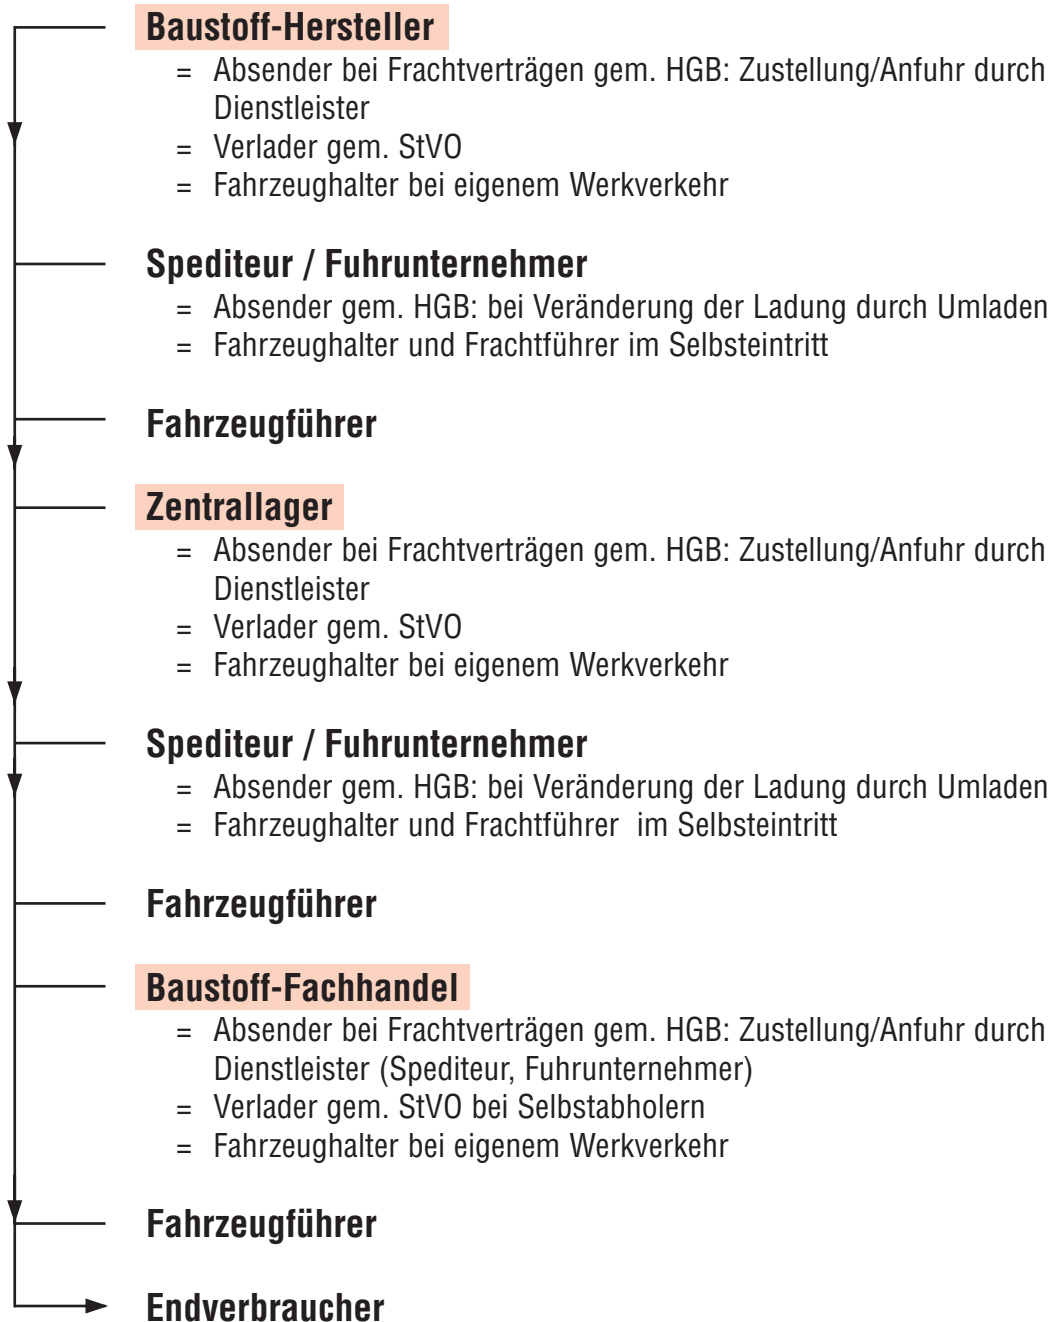 Baustoff-Hersteller
= Absender bei Frachtverträgen gem. HGB: Zustellung/Anfuhr durch
Dienstleister
= Verlader gem. StVO
= Fahrzeughalter bei eigenem Werkverkehr
Spediteur / Fuhrunternehmer
= Absender gem. HGB: bei Veränderung der Ladung durch Umladen
= Fahrzeughalter und Frachtführer im Selbsteintritt
Fahrzeugführer
Zentrallager
= Absender bei Frachtverträgen gem. HGB: Zustellung/Anfuhr durch
Dienstleister
= Verlader gem. StVO
= Fahrzeughalter bei eigenem Werkverkehr
Spediteur / Fuhrunternehmer
= Absender gem. HGB: bei Veränderung der Ladung durch Umladen
= Fahrzeughalter und Frachtführer im Selbsteintritt
Fahrzeugführer
Baustoff-Fachhandel
= Absender bei Frachtverträgen gem. HGB: Zustellung/Anfuhr durch
Dienstleister (Spediteur, Fuhrunternehmer)
= Verlader gem. StVO bei Selbstabholern
= Fahrzeughalter bei eigenem Werkverkehr
Fahrzeugführer
Endverbraucher